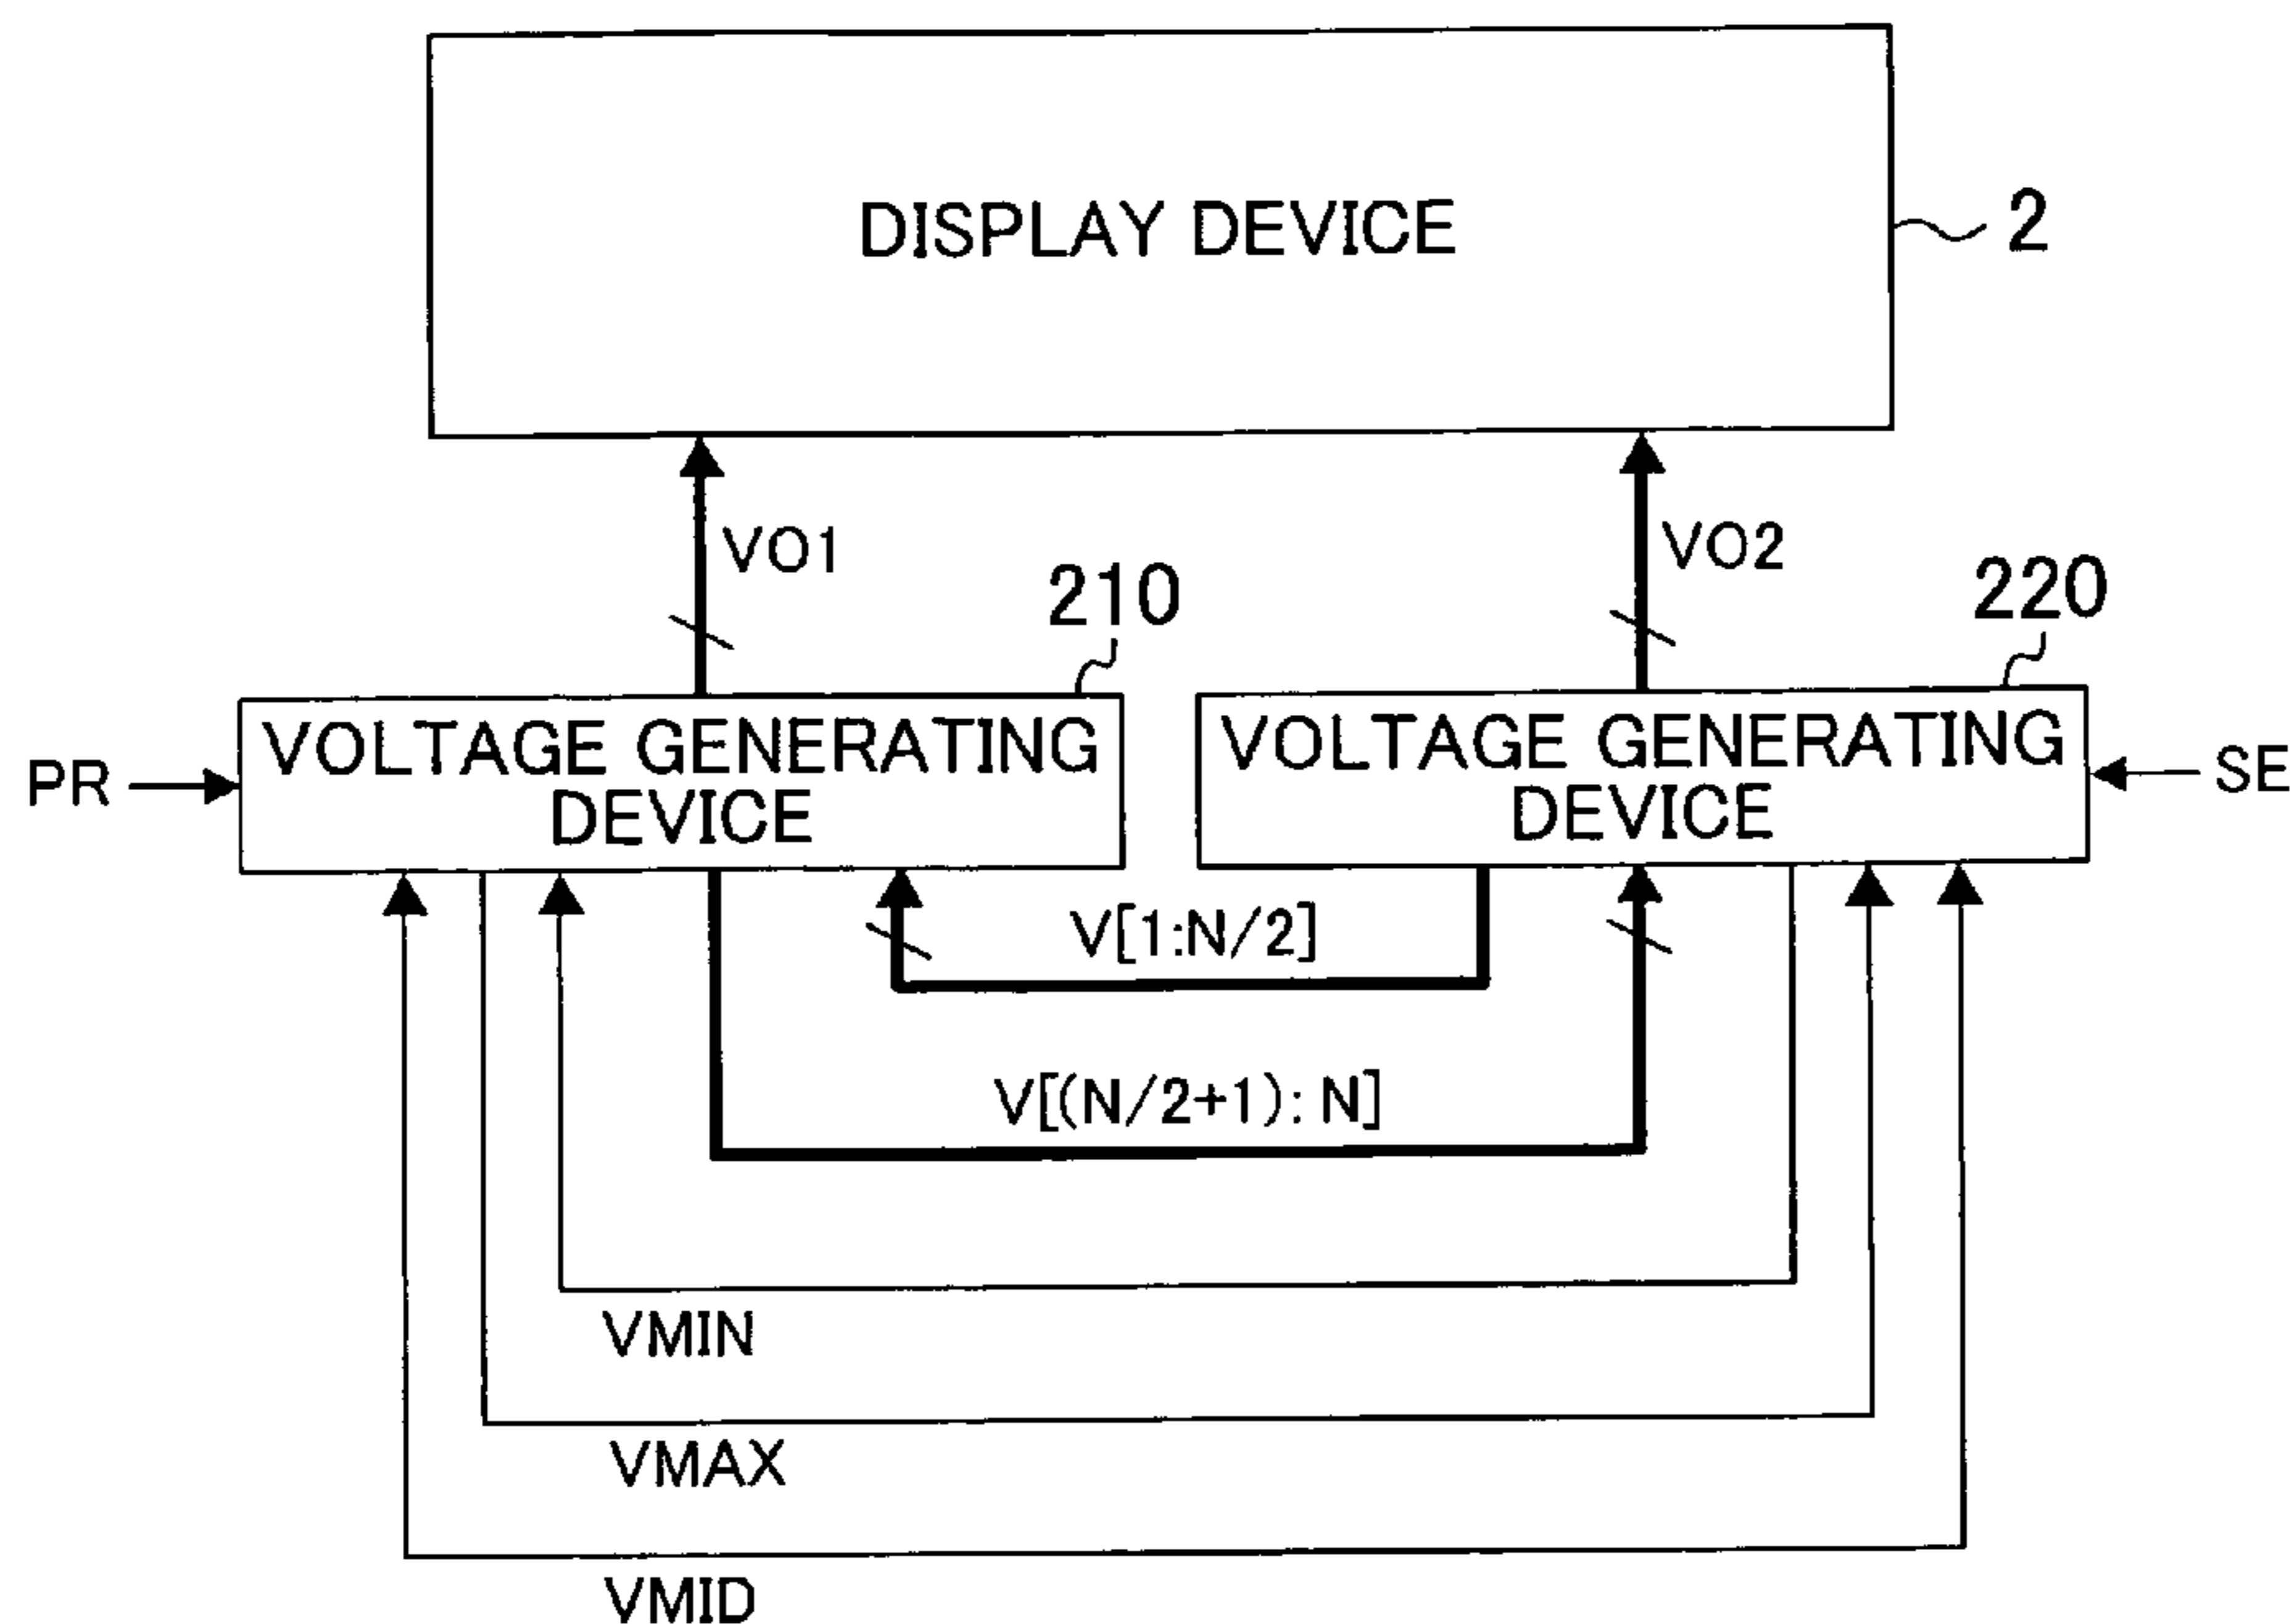 DISPLAY DEVICE
2
VO1
VO2
210
220
VOLTAGE GENERATING
DEVICE
VOLTAGE GENERATING
DEVICE
PR
SE
V[1:N/2]
V[(N/2+1): N]
VMIN
VMAX
VMID